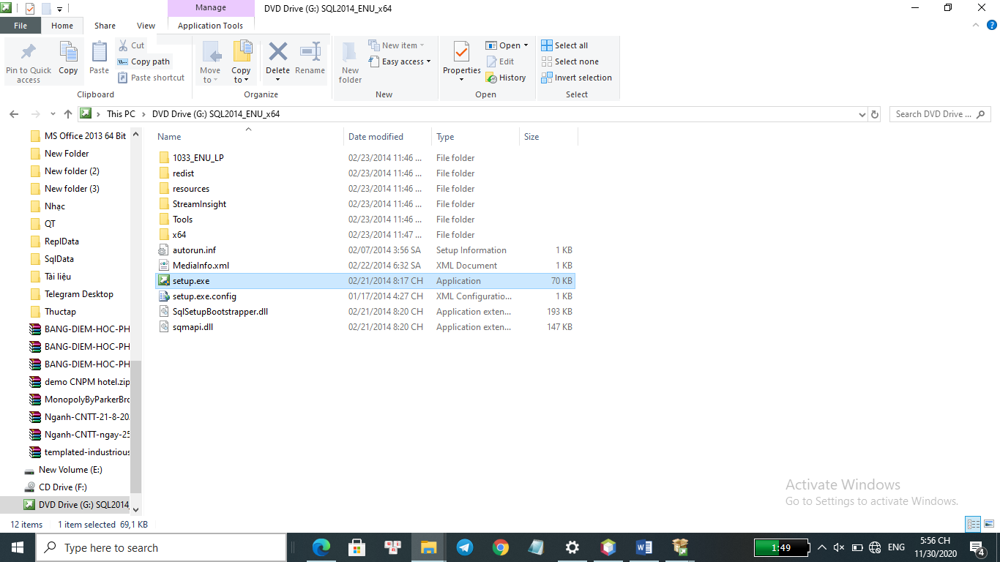 Manage
DVD Drive (G:) SQL2014_ENU_x64
File
Home
Share
View
Application Tools
Pin to Quick access
Copy
Paste
Cut
Copy path
Paste shortcut
Clipboard
Move to
Copy to
Delete
Rename
Organize
New folder
New item
Easy access
New
Properties
Open
Edit
History
Open
Select all
Select none
Invert selection
Select
This PC > DVD Drive (G:) SQL2014_ENU_x64
Search DVD Drive ...
MS Office 2013 64 Bit
New Folder
New folder (2)
New folder (3)
Nhạc
QT
ReplData
SqlData
Tài liệu
Telegram Desktop
Thuctap
BANG-DIEM-HOC-PH
BANG-DIEM-HOC-PH
BANG-DIEM-HOC-PH
demo CNPM hotel.zip
MonopolyByParkerBro
Nganh-CNTT-21-8-20
Nganh-CNTT-ngay-25
templated-industrious
New Volume (E:)
CD Drive (F:)
DVD Drive (G:) SQL2014_
Name Date modified Type Size
1033_ENU_LP 02/23/2014 11:46 ... File folder
redist 02/23/2014 11:46 ... File folder
resources 02/23/2014 11:46 ... File folder
StreamInsight 02/23/2014 11:46 ... File folder
Tools 02/23/2014 11:46 ... File folder
x64 02/23/2014 11:47 ... File folder
autorun.inf 02/07/2014 3:56 SA Setup Information 1 KB
MediaInfo.xml 02/22/2014 6:32 SA XML Document 1 KB
setup.exe 02/21/2014 8:17 CH Application 70 KB
setup.exe.config 01/17/2014 4:27 CH XML Configuratio... 1 KB
SqlSetupBootstrapper.dll 02/21/2014 8:20 CH Application exten... 193 KB
sqmapi.dll 02/21/2014 8:20 CH Application exten... 147 KB
Activate Windows
Go to Settings to activate Windows.
12 items 1 item selected 69,1 KB
Type here to search
1:49
ENG
5:56 CH
11/30/2020
4